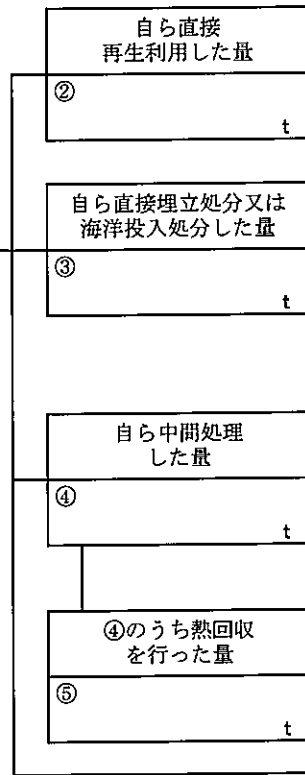 自ら直接
再生利用した量
②
t
自ら直接埋立処分又は
海洋投入処分した量
③
t
自ら中間処理
した量
④
t
④のうち熱回収
を行った量
⑤
t